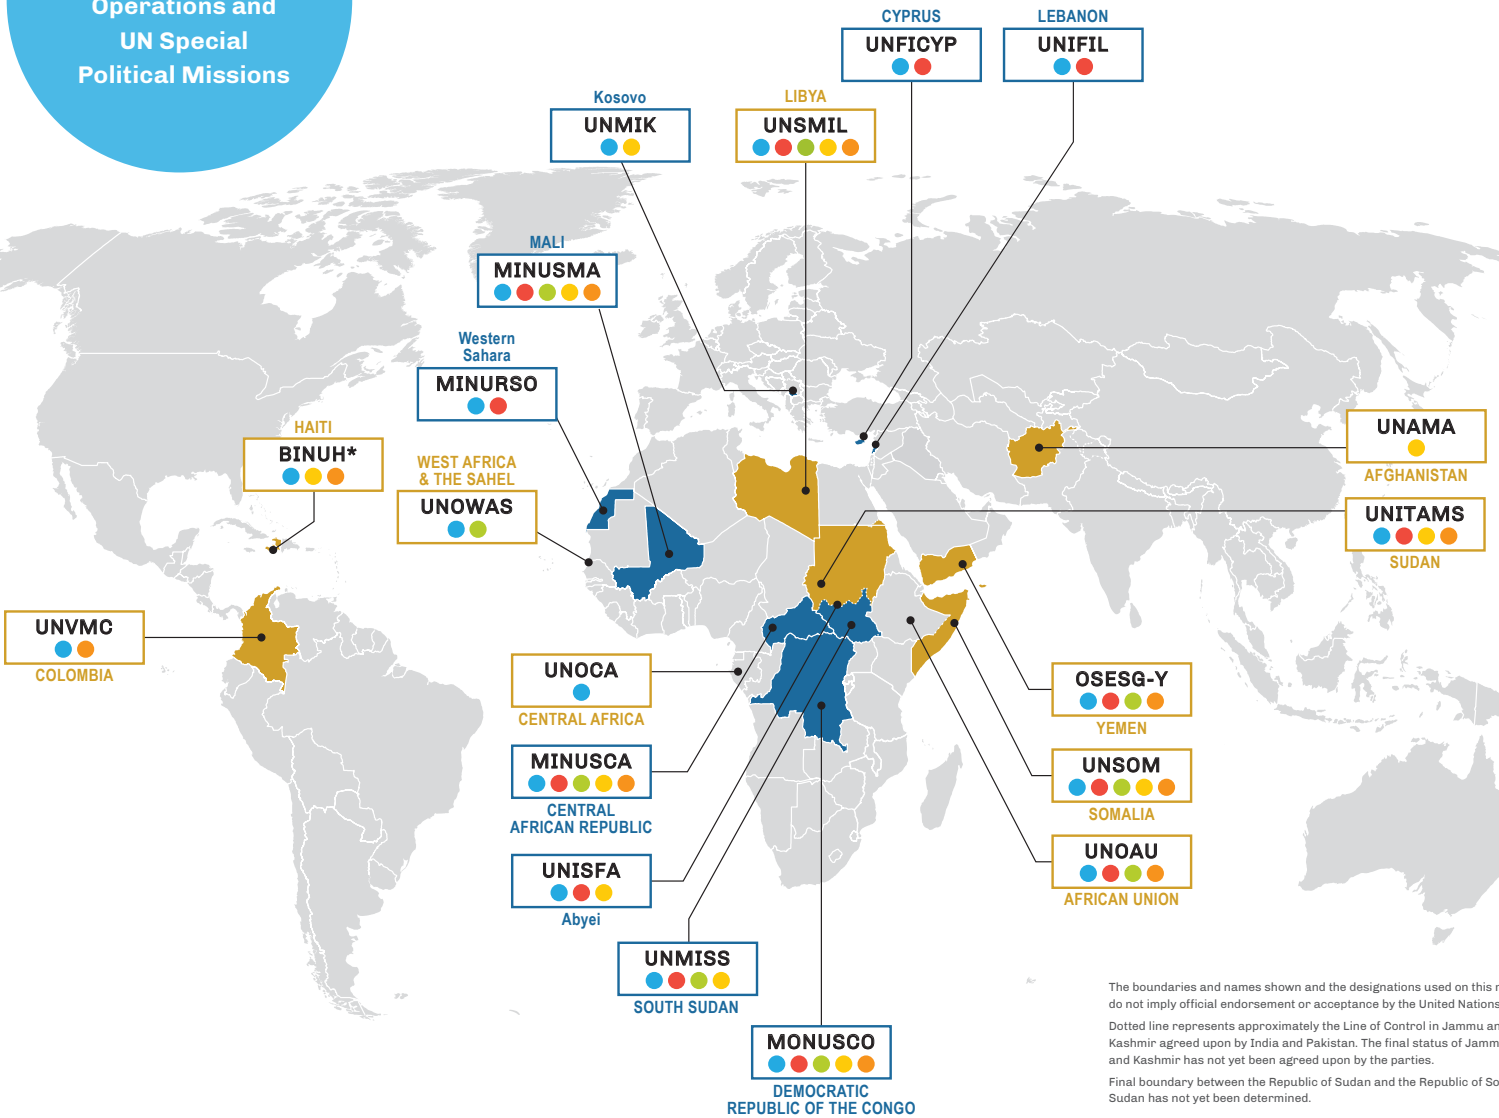 Operations and
UN Special
Political Missions
CYPRUS
UNFICYP
LEBANON
UNIFIL
Kosovo
UNMIK
LIBYA
UNSMIL
MALI
MINUSMA
Western
Sahara
MINURSO
HAITI
BINUH*
WEST AFRICA
& THE SAHEL
UNOWAS
UNAMA
AFGHANISTAN
UNITAMS
SUDAN
UNVMC
COLOMBIA
UNOCA
CENTRAL AFRICA
OSESG-Y
YEMEN
MINUSCA
CENTRAL
AFRICAN REPUBLIC
UNSOM
SOMALIA
UNISFA
Abyei
UNOAU
AFRICAN UNION
UNMISS
SOUTH SUDAN
MONUSCO
DEMOCRATIC
REPUBLIC OF THE CONGO
The boundaries and names shown and the designations used on this
do not imply official endorsement or acceptance by the United Nations
Dotted line represents approximately the Line of Control in Jammu
Kashmir agreed upon by India and Pakistan. The final status of
and Kashmir has not yet been agreed upon by the parties.
Final boundary between the Republic of Sudan and the Republic of
Sudan has not yet been determined.